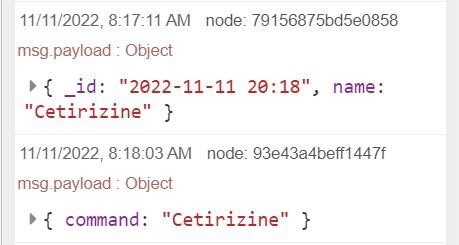 11/11/2022, 8:17:11 AM node: 79156875bd5e0858
msg.payload : Object
{ _id: "2022-11-11 20:18", name:
"Cetirizine" }
11/11/2022, 8:18:03 AM node: 93e43a4beff1447f
msg.payload : Object
{ command: "Cetirizine" }